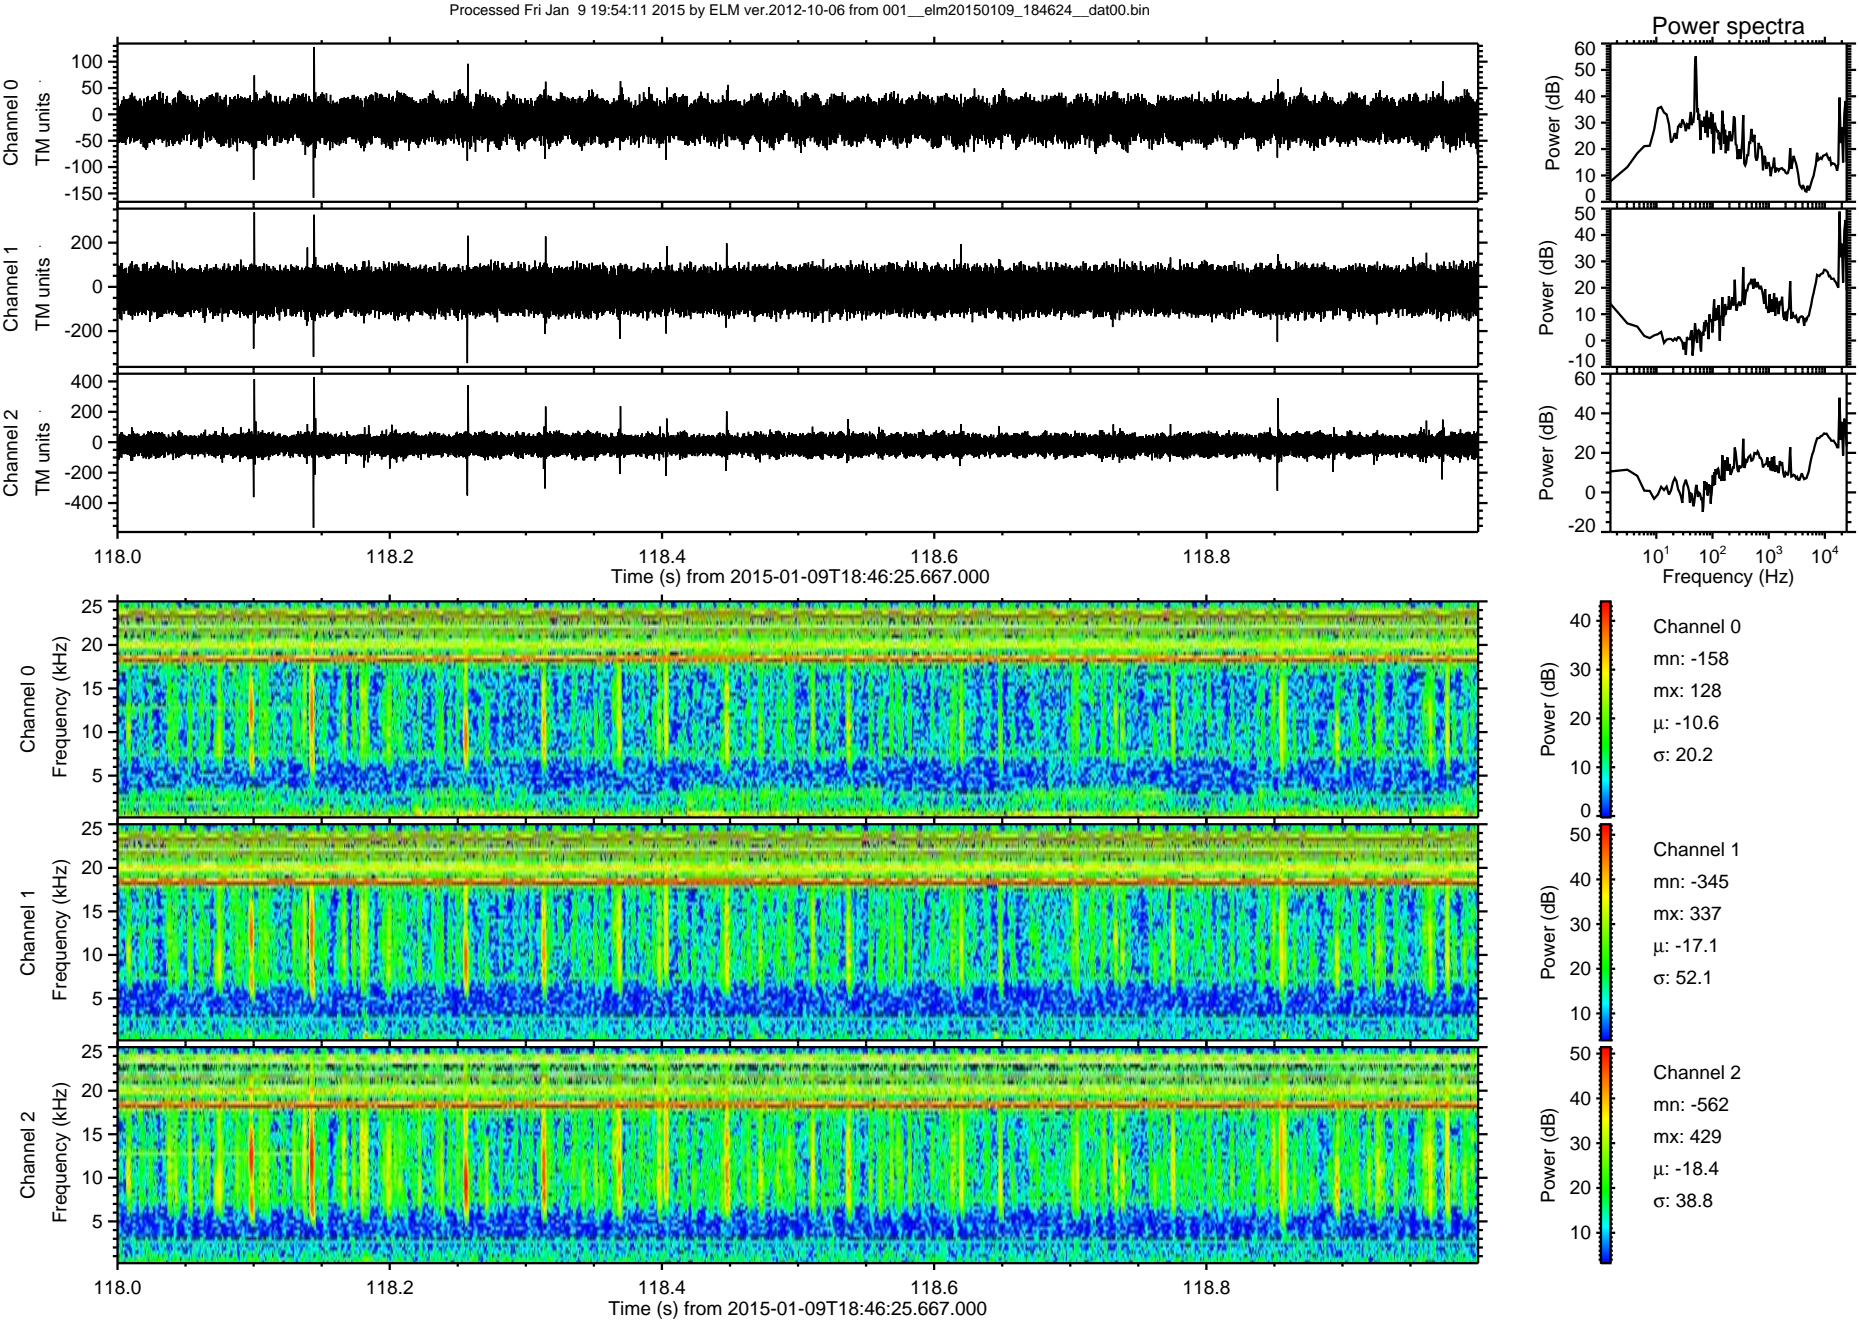 Processed Fri Jan  9 19:54:11 2015 by ELM ver.2012-10-06 from 001__elm20150109_184624__dat00.bin
Power spectra
Channel 0
TM units
100
50
0
-50
-100
-150
Power (dB)
60
50
40
30
20
10
0
Channel 1
TM units
200
0
-200
Power (dB)
50
40
30
20
10
0
-10
Channel 2
TM units
400
200
0
-200
-400
Power (dB)
60
40
20
0
-20
118.0 118.2 118.4 118.6 118.8
Time (s) from 2015-01-09T18:46:25.667.000
10^1 10^2 10^3 10^4
Frequency (Hz)
Channel 0
Frequency (kHz)
25
20
15
10
5
Power (dB)
40
30
20
10
0
Channel 0
mn: -158
mx: 128
μ: -10.6
σ: 20.2
Channel 1
Frequency (kHz)
25
20
15
10
5
Power (dB)
50
40
30
20
10
Channel 1
mn: -345
mx: 337
μ: -17.1
σ: 52.1
Channel 2
Frequency (kHz)
25
20
15
10
5
Power (dB)
50
40
30
20
10
Channel 2
mn: -562
mx: 429
μ: -18.4
σ: 38.8
118.0 118.2 118.4 118.6 118.8
Time (s) from 2015-01-09T18:46:25.667.000